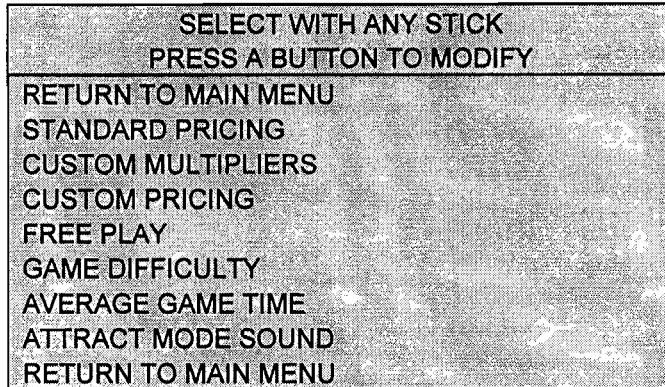 SELECT WITH ANY STICK
PRESS A BUTTON TO MODIFY
RETURN TO MAIN MENU
STANDARD PRICING
CUSTOM MULTIPLIERS
CUSTOM PRICING
FREE PLAY
GAME DIFFICULTY
AVERAGE GAME TIME
ATTRACT MODE SOUND
RETURN TO MAIN MENU